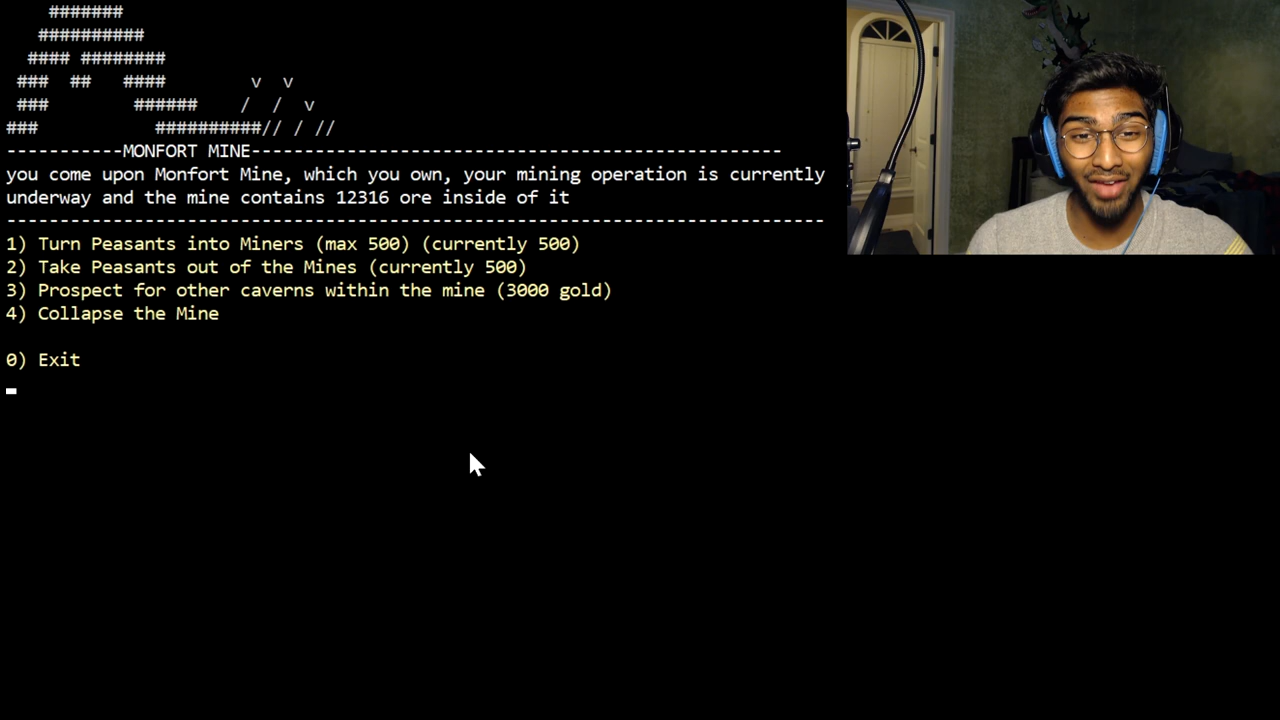 #######
   ##########
  #### ########
 ###  ##   ####        v  v
 ###        ######    /  /  v
###           ##########// / //
-----------MONFORT MINE--------------------------------------------------
you come upon Monfort Mine, which you own, your mining operation is currently
underway and the mine contains 12316 ore inside of it
-----------------------------------------------------------------------------
1) Turn Peasants into Miners (max 500) (currently 500)
2) Take Peasants out of the Mines (currently 500)
3) Prospect for other caverns within the mine (3000 gold)
4) Collapse the Mine
0) Exit